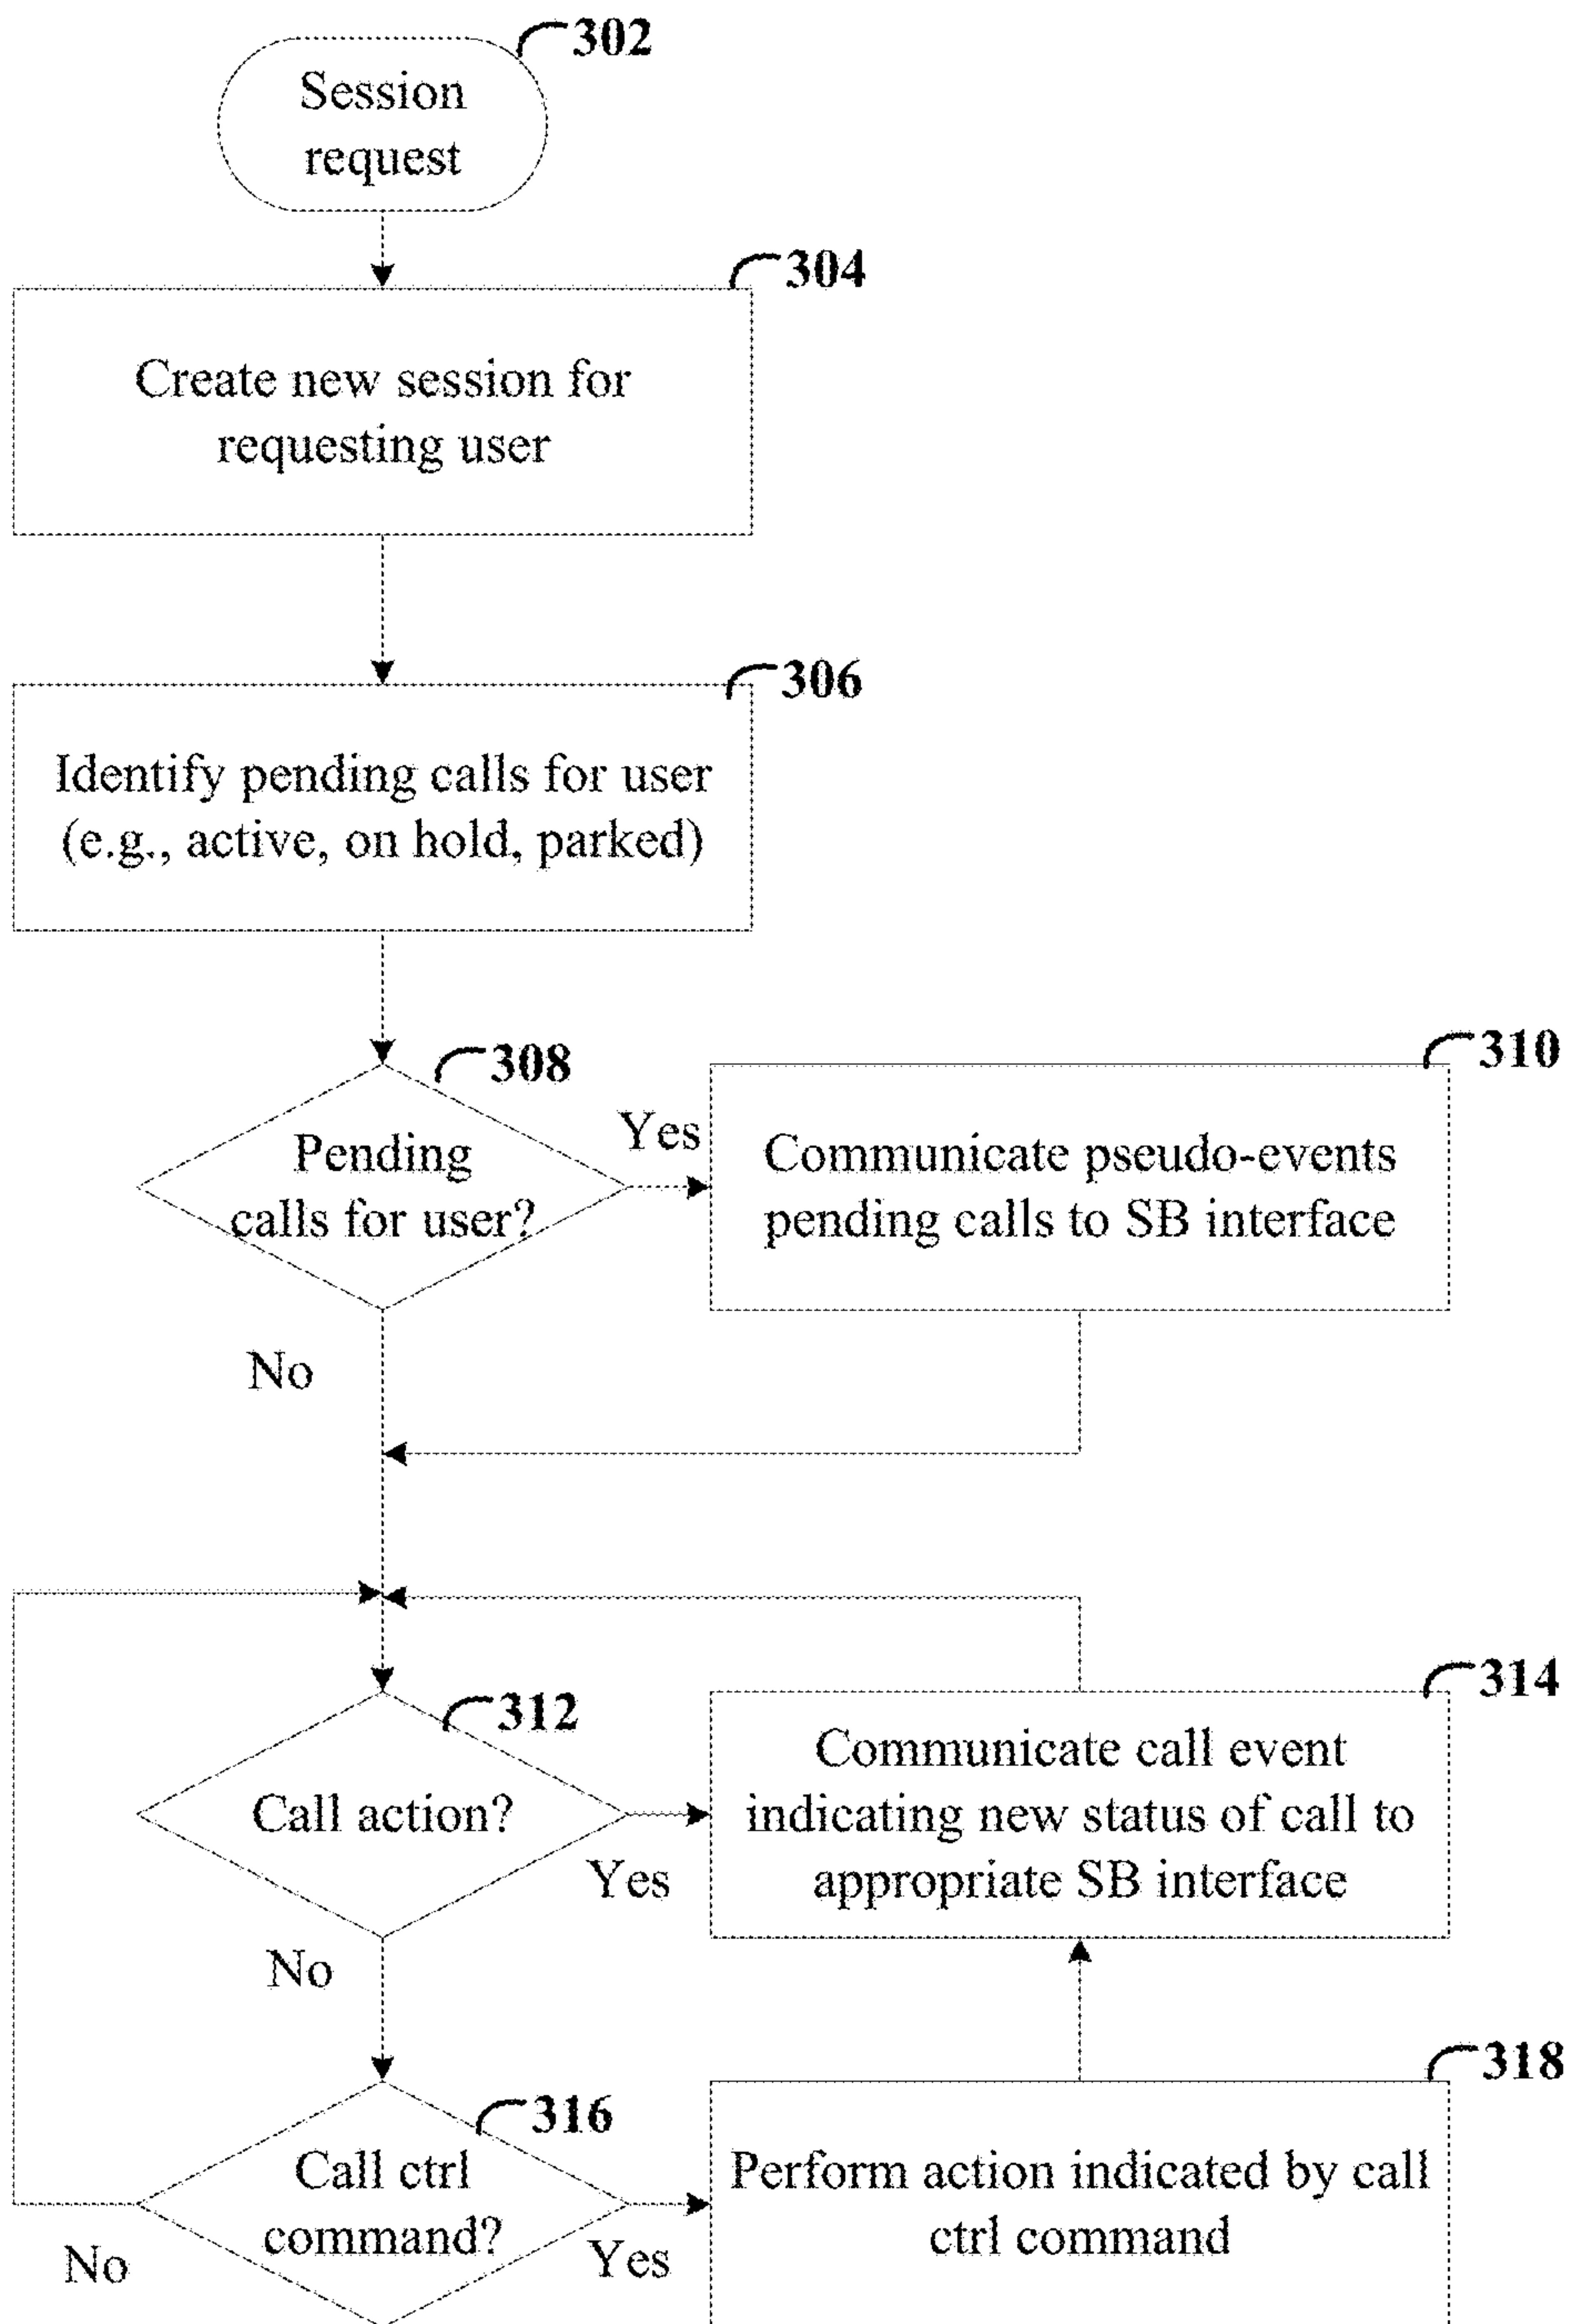 302
Session
request
304
Create new session for
requesting user
306
Identify pending calls for user
(e.g., active, on hold, parked)
308
Pending
calls for user?
Yes
310
Communicate pseudo-events
pending calls to SB interface
No
312
Call action?
Yes
314
Communicate call event
indicating new status of call to
appropriate SB interface
No
316
Call ctrl
command?
Yes
No
318
Perform action indicated by call
ctrl command